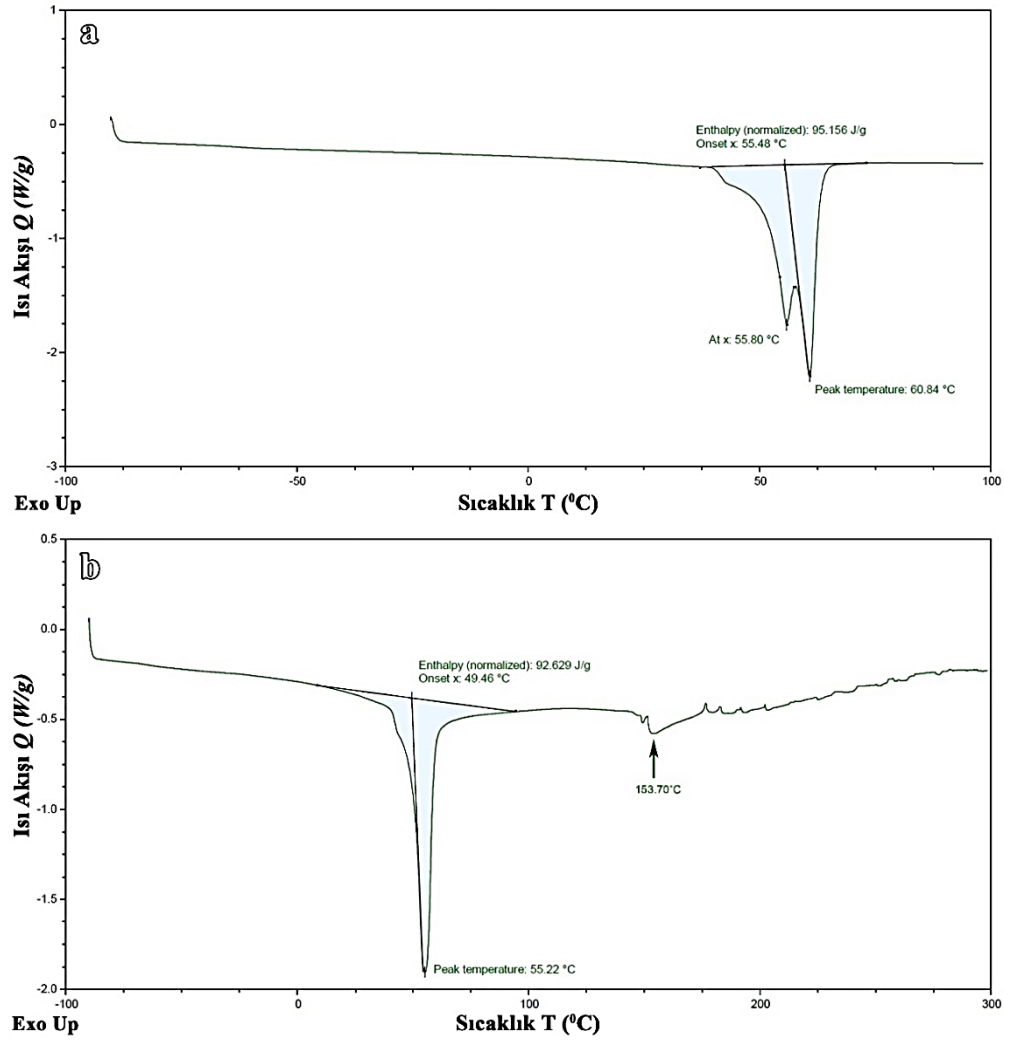 a
1
0
-1
-2
-3
Isı Akışı Q (W/g)
Enthalpy (normalized): 95.156 J/g
Onset x: 55.48 °C
At x: 55.80 °C
Peak temperature: 60.84 °C
-100
-50
0
50
100
Exo Up
Sıcaklık T (⁰C)
b
0.5
0.0
-0.5
-1.0
-1.5
-2.0
Isı Akışı Q (W/g)
Enthalpy (normalized): 92.629 J/g
Onset x: 49.46 °C
153.70°C
Peak temperature: 55.22 °C
-100
0
100
200
300
Exo Up
Sıcaklık T (⁰C)